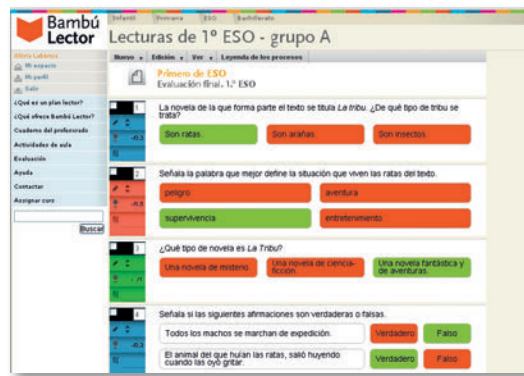 Bambú
Lector
Infantil Primaria ESO Bachillerato
Lecturas de 1º ESO - grupo A
Nuevo Edición Ver Leyenda de los procesos
Mi espacio
Mi perfil
Salir
¿Qué es un plan lector?
¿Qué ofrece Bambú Lector?
Cuaderno del profesorado
Actividades de aula
Evaluación
Ayuda
Contactar
Assignar curs
Buscar
Primero de ESO
Evaluación final. 1.º ESO
1
La novela de la que forma parte el texto se titula La tribu. ¿De qué tipo de tribu se
trata?
Son ratas. Son arañas. Son insectos.
2
Señala la palabra que mejor define la situación que viven las ratas del texto.
peligro aventura
supervivencia entretenimiento
3
¿Qué tipo de novela es La Tribu?
Una novela de misterio. Una novela de ciencia-
ficción. Una novela fantástica y
de aventuras.
4
Señala si las siguientes afirmaciones son verdaderas o falsas.
Todos los machos se marchan de expedición. Verdadero Falso
El animal del que huían las ratas, salió huyendo
cuando las oyó gritar. Verdadero Falso